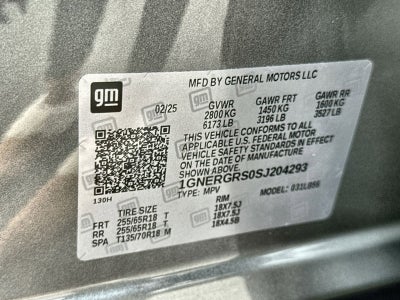 gm
MFD BY GENERAL MOTORS LLC
02/25 GVWR GAWR FRT GAWR RR
2800 KG 1450 KG 1600 KG
6173 LB 3196 LB 3527 LB
THIS VEHICLE CONFORMS TO ALL
APPLICABLE U.S. FEDERAL MOTOR
VEHICLE SAFETY STANDARDS IN EFFECT
ON THE DATE OF MANUFACTURE SHOWN ABOVE.
1GNERGRS0SJ204293
130H TYPE: MPV MODEL: 031LB56
TIRE SIZE RIM
FRT 255/65R18 T 18X7.5J
RR 255/65R18 T 18X7.5J
SPA T135/70R18 M 18X4.5B